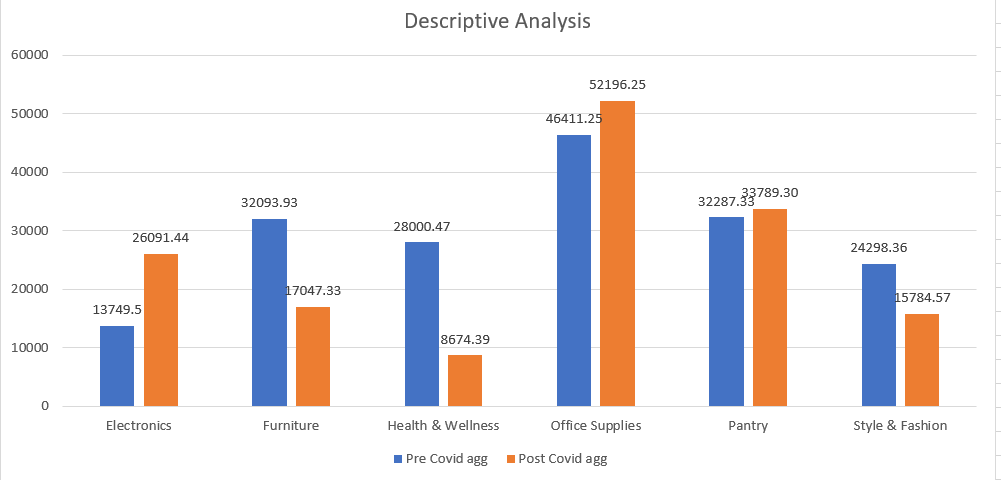 Descriptive Analysis
60000
50000
40000
30000
20000
10000
0
13749.5
26091.44
32093.93
17047.33
28000.47
8674.39
46411.25
52196.25
32287.33
33789.30
24298.36
15784.57
Electronics
Furniture
Health & Wellness
Office Supplies
Pantry
Style & Fashion
Pre Covid agg
Post Covid agg